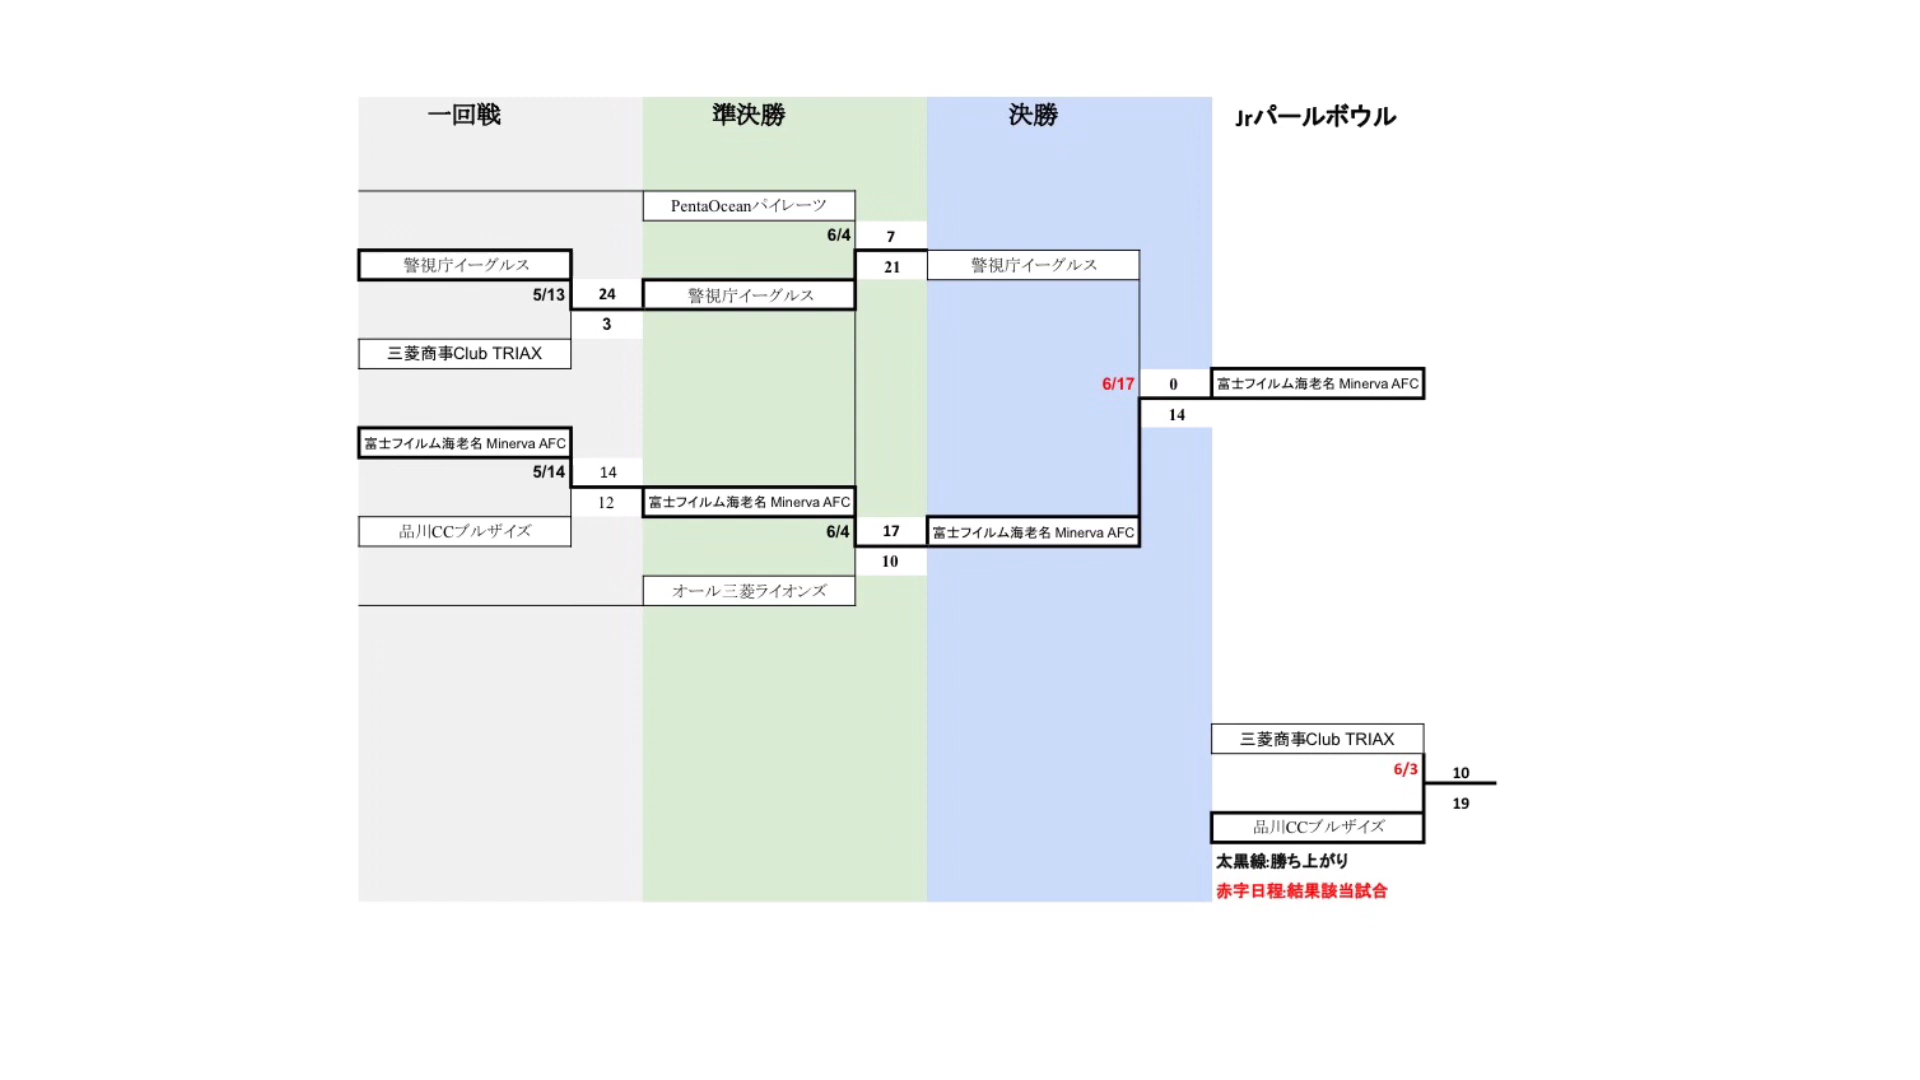 一回戦
準決勝
決勝
Jrパールボウル
PentaOceanパイレーツ
6/4
7
警視庁イーグルス
21
警視庁イーグルス
5/13
24
警視庁イーグルス
3
三菱商事Club TRIAX
6/17
0
富士フイルム海老名 Minerva AFC
14
富士フイルム海老名 Minerva AFC
5/14
14
12
富士フイルム海老名 Minerva AFC
品川CCブルザイズ
6/4
17
富士フイルム海老名 Minerva AFC
10
オール三菱ライオンズ
三菱商事Club TRIAX
6/3
10
19
品川CCブルザイズ
太黒線:勝ち上がり
赤字日程:結果該当試合